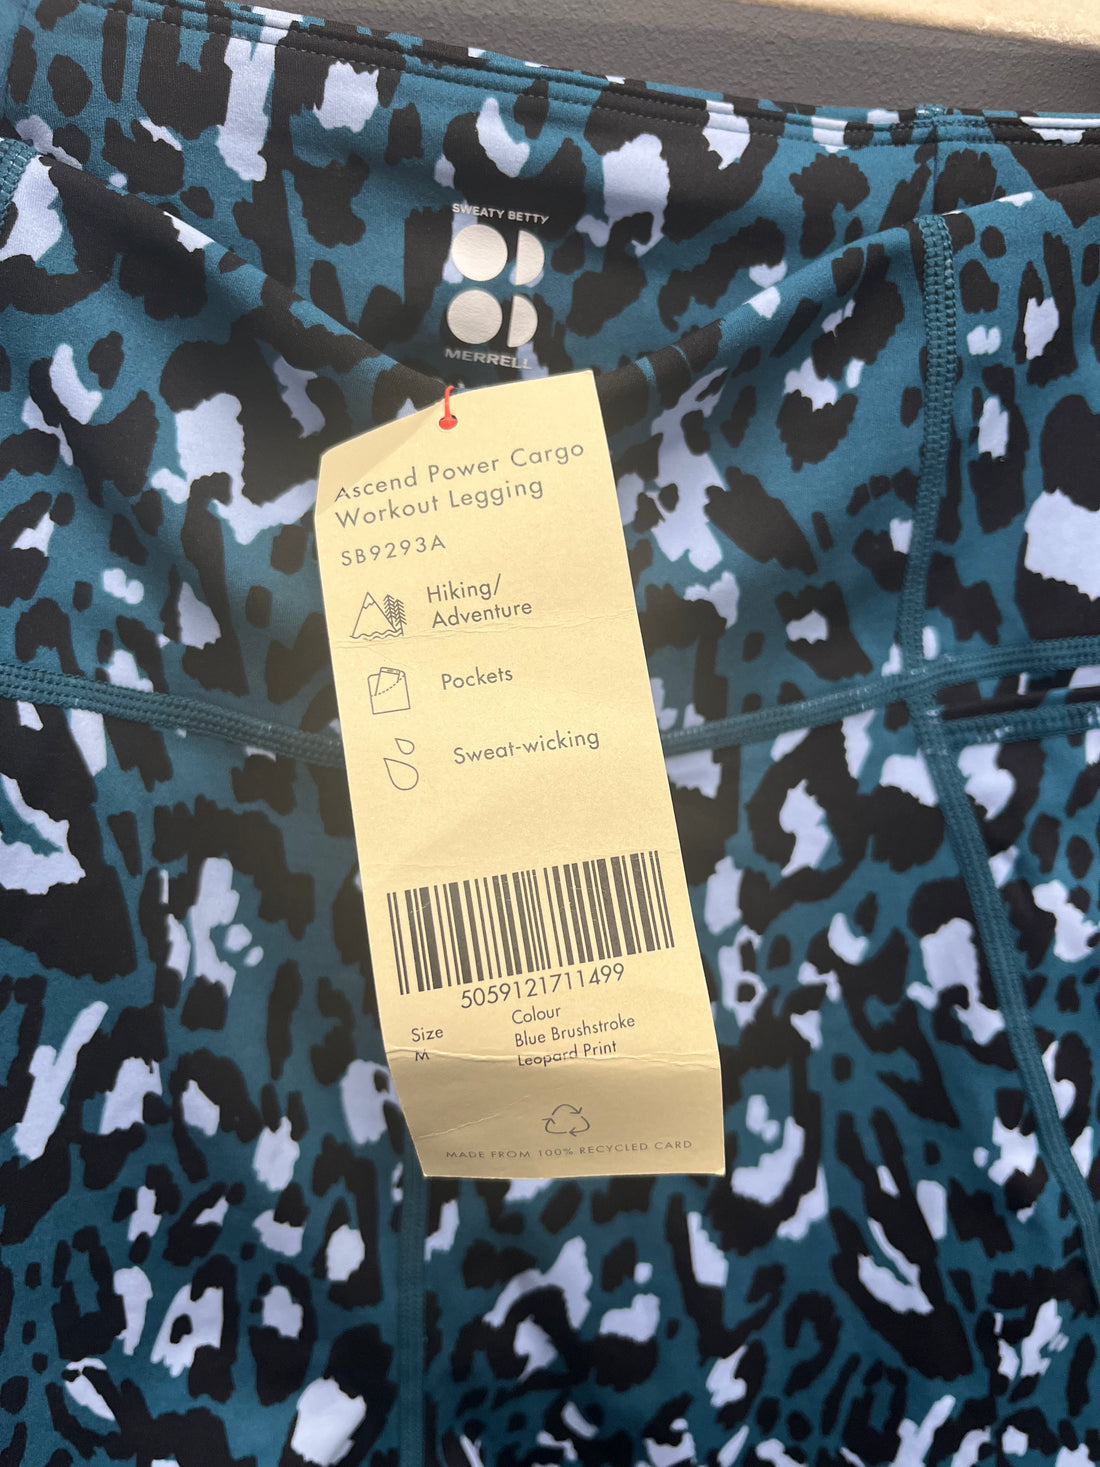 SWEATY BETTY
MERRELL
Ascend Power Cargo
Workout Legging
SB9293A
Hiking/
Adventure
Pockets
Sweat-wicking
5059121711499
Size
M
Colour
Blue Brushstroke
Leopard Print
MADE FROM 100% RECYCLED CARD